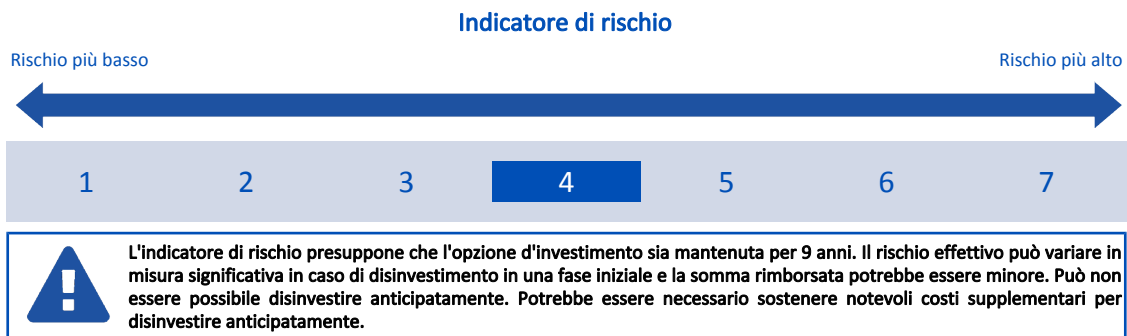 Indicatore di rischio
Rischio più basso
Rischio più alto
1 2 3 4 5 6 7
L'indicatore di rischio presuppone che l'opzione d'investimento sia mantenuta per 9 anni. Il rischio effettivo può variare in
misura significativa in caso di disinvestimento in una fase iniziale e la somma rimborsata potrebbe essere minore. Può non
essere possibile disinvestire anticipatamente. Potrebbe essere necessario sostenere notevoli costi supplementari per
disinvestire anticipatamente.